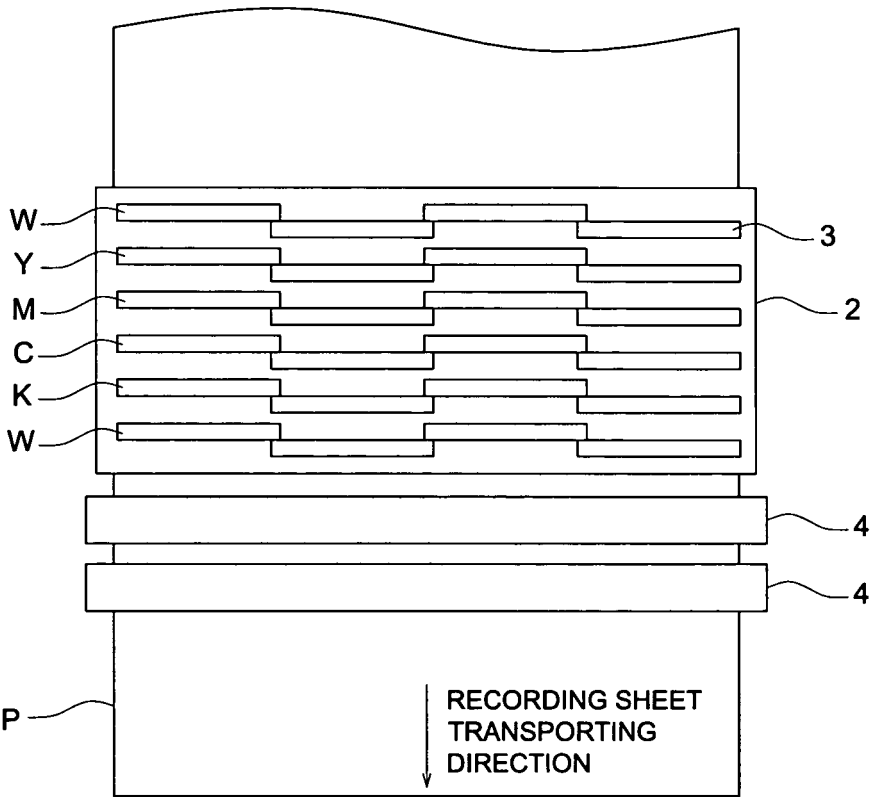 W
3
Y
M
2
C
K
W
4
4
P
RECORDING SHEET
TRANSPORTING
DIRECTION